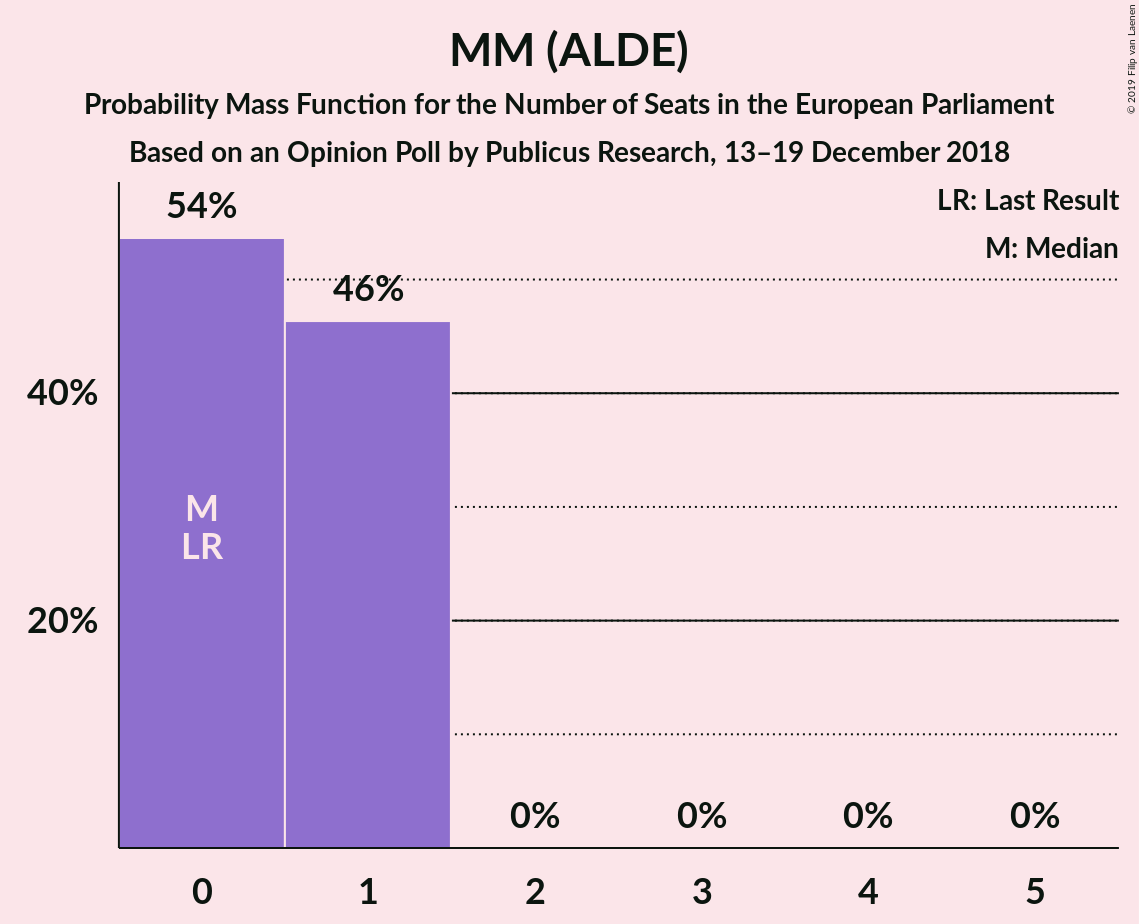 MM (ALDE)
Probability Mass Function for the Number of Seats in the European Parliament
Based on an Opinion Poll by Publicus Research, 13–19 December 2018
© 2019 Filip van Laenen
LR: Last Result
M: Median
54%
46%
40%
20%
M
LR
0%
0%
0%
0%
0
1
2
3
4
5